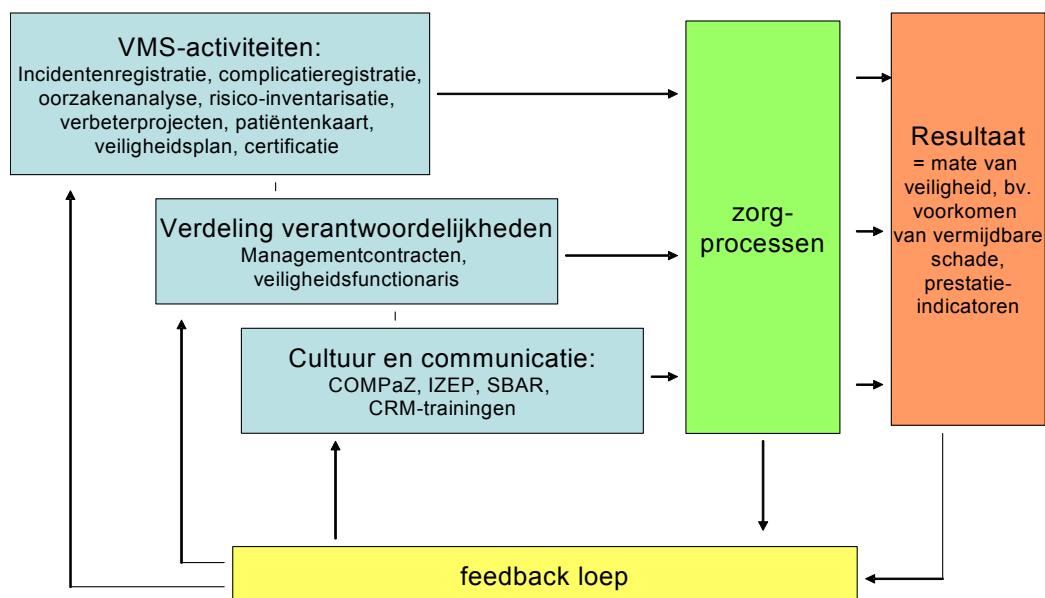 VMS-activiteiten:
Incidentenregistratie, complicatieregistratie,
oorzakenanalyse, risico-inventarisatie,
verbeterprojecten, patiëntenkaart,
veiligheidsplan, certificatie
Verdeling verantwoordelijkheden
Managementcontracten,
veiligheidsfunctionaris
Cultuur en communicatie:
COMPaZ, IZEP, SBAR,
CRM-trainingen
zorg-
processen
Resultaat
= mate van
veiligheid, bv.
voorkomen
van vermijdbare
schade,
prestatie-
indicatoren
feedback loep